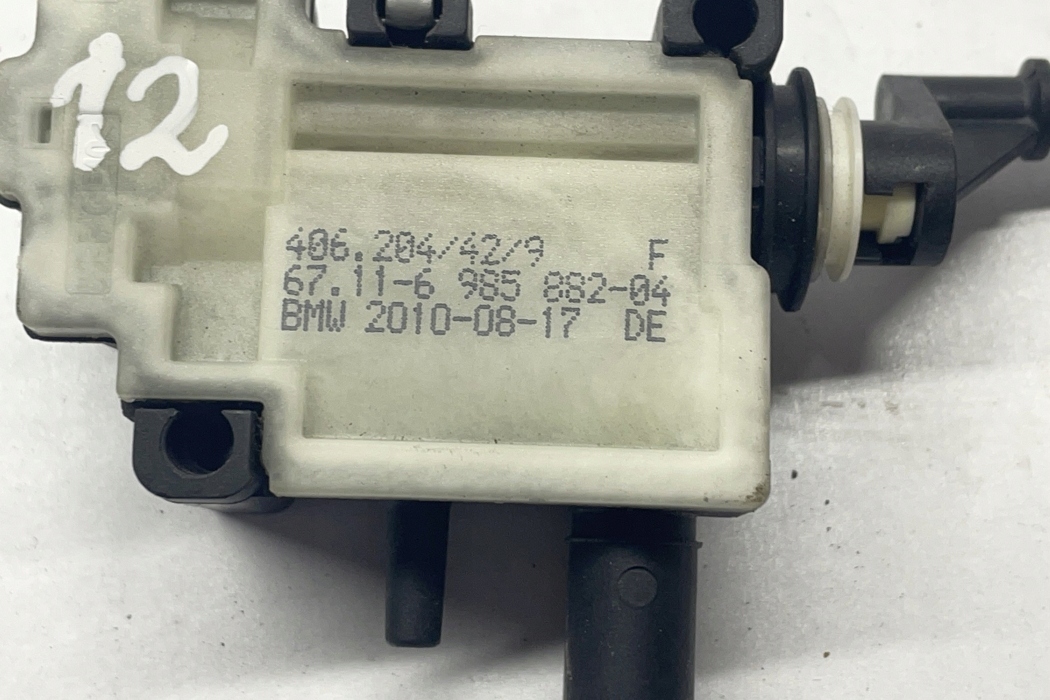 12
406.204/42/9 F
67.11-6 985 882-04
BMW 2010-08-17 DE